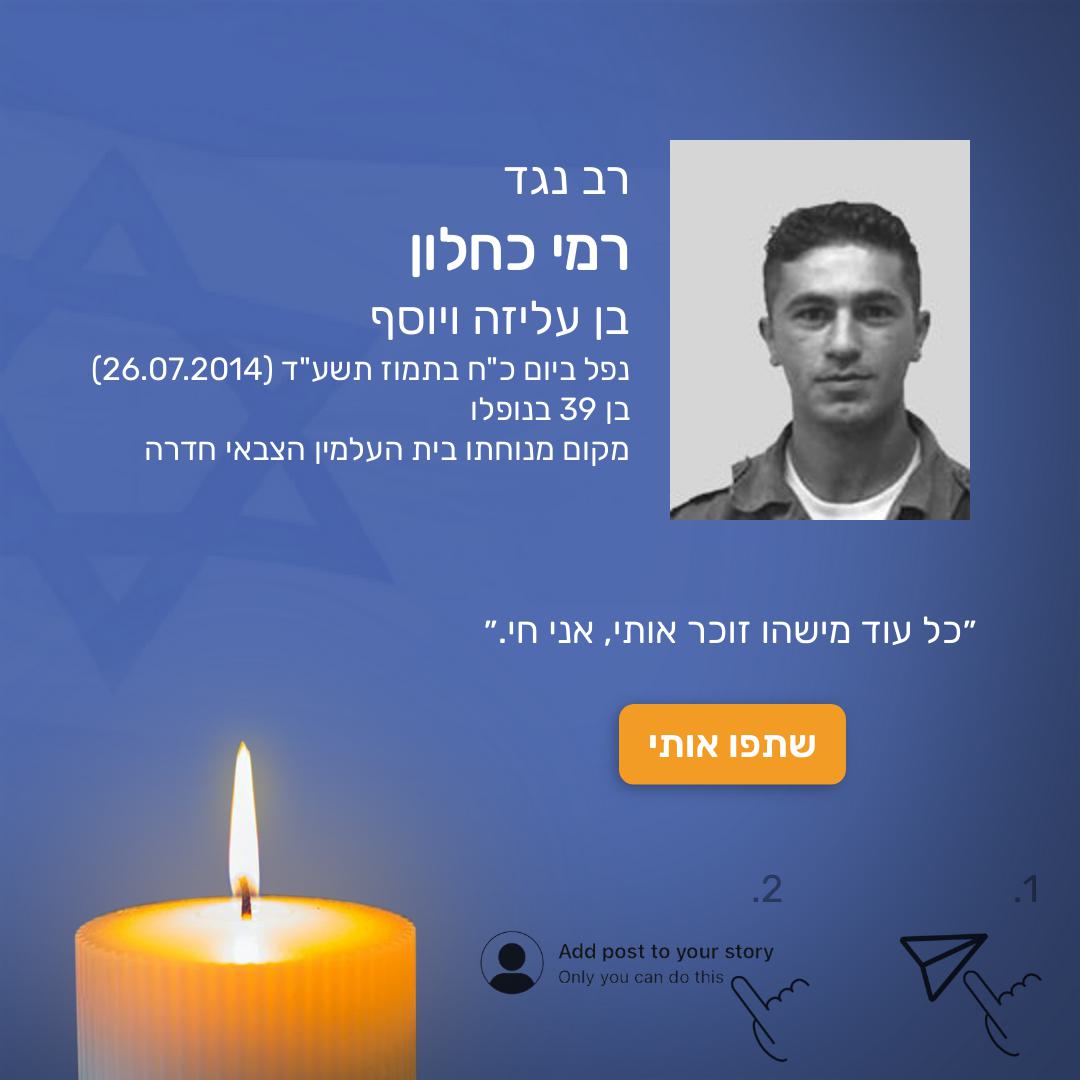 רב נגד
רמי כחלון
בן עליזה ויוסף
נפל ביום כ"ח בתמוז תשע"ד (26.07.2014)
בן 39 בנופלו
מקום מנוחתו בית העלמין הצבאי חדרה
״כל עוד מישהו זוכר אותי, אני חי.״
שתפו אותי
.1
.2
Add post to your story
Only you can do this